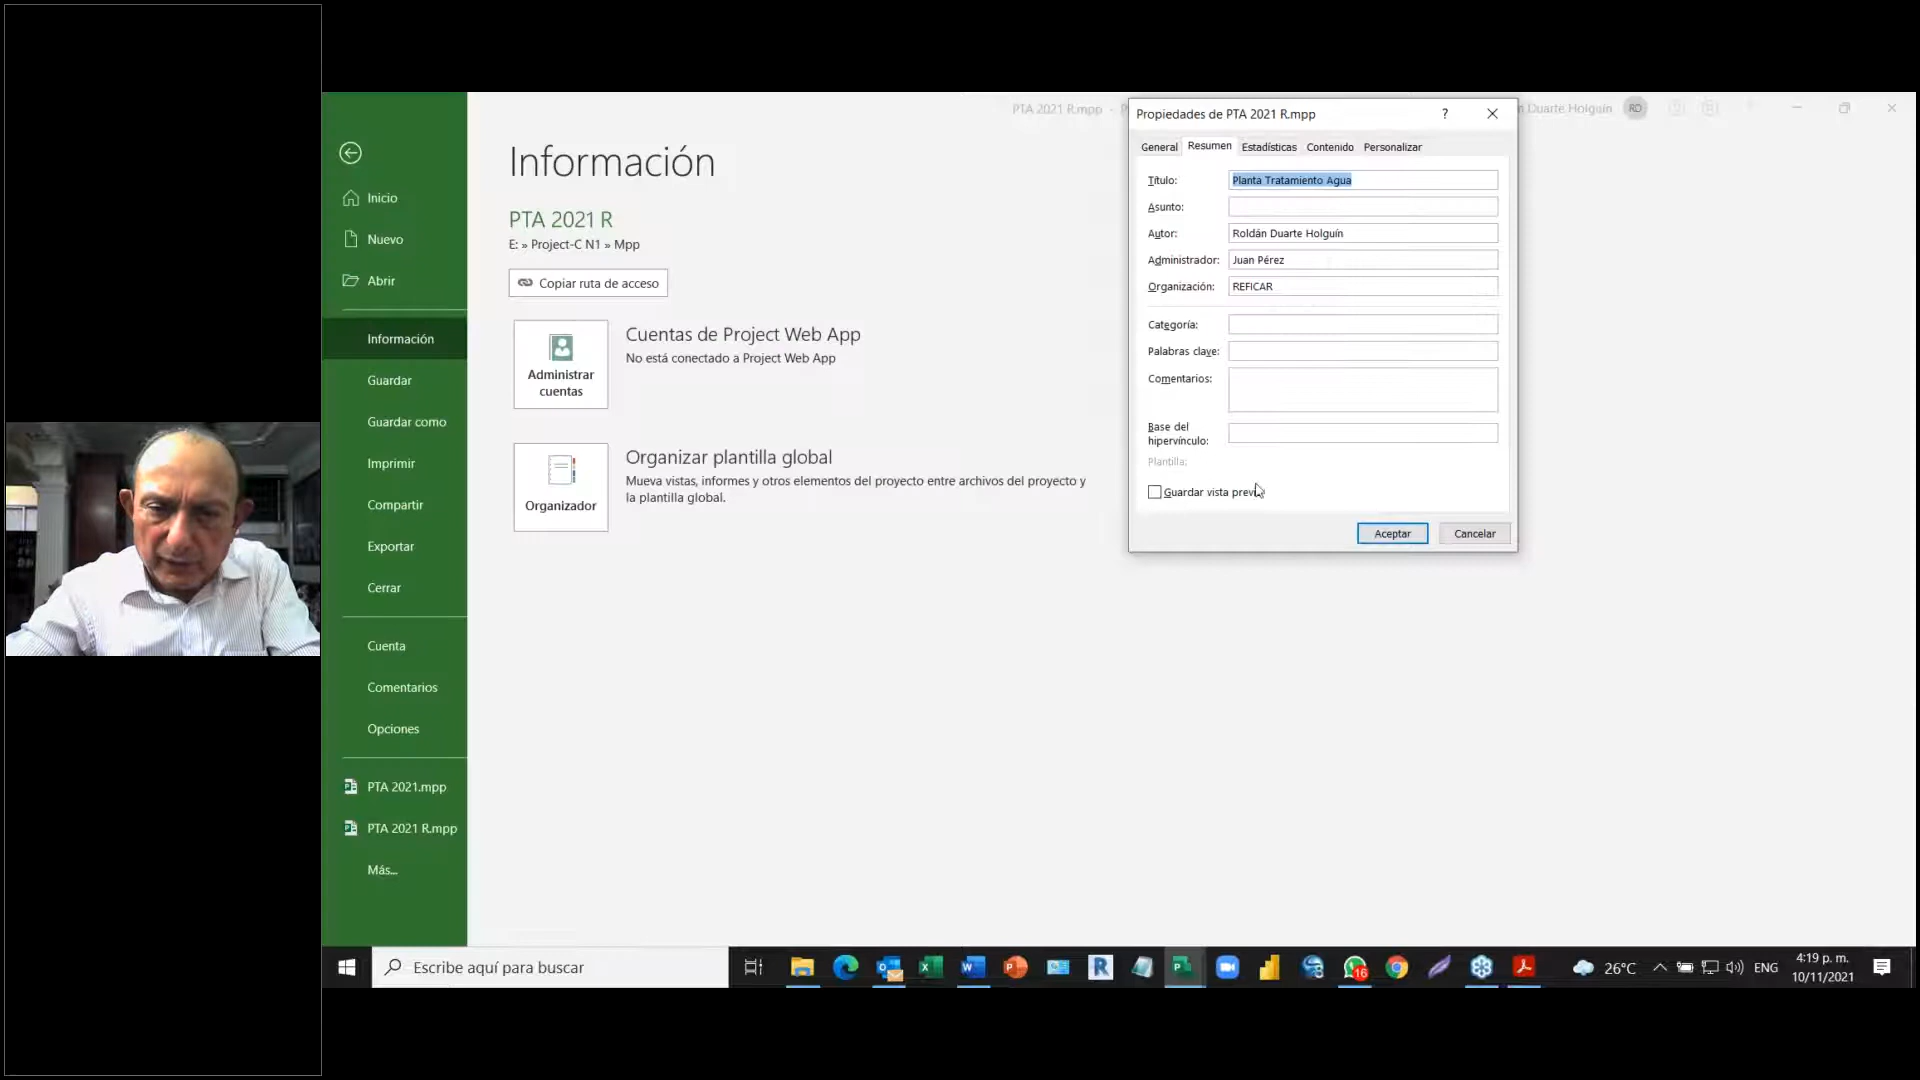 PTA 2021 R.mpp -
n Duarte Holguín
RD
Inicio
Nuevo
Abrir
Información
Guardar
Guardar como
Imprimir
Compartir
Exportar
Cerrar
Cuenta
Comentarios
Opciones
PTA 2021.mpp
PTA 2021 R.mpp
Más...
Información
PTA 2021 R
E: » Project-C N1 » Mpp
Copiar ruta de acceso
Administrar
cuentas
Cuentas de Project Web App
No está conectado a Project Web App
Organizador
Organizar plantilla global
Mueva vistas, informes y otros elementos del proyecto entre archivos del proyecto y
la plantilla global.
Propiedades de PTA 2021 R.mpp
?
General Resumen Estadísticas Contenido Personalizar
Título: Planta Tratamiento Agua
Asunto:
Autor: Roldán Duarte Holguín
Administrador: Juan Pérez
Organización: REFICAR
Categoría:
Palabras clave:
Comentarios:
Base del
hipervínculo:
Plantilla:
Guardar vista previa
Aceptar Cancelar
Escribe aquí para buscar
16
26°C
ENG
4:19 p. m.
10/11/2021